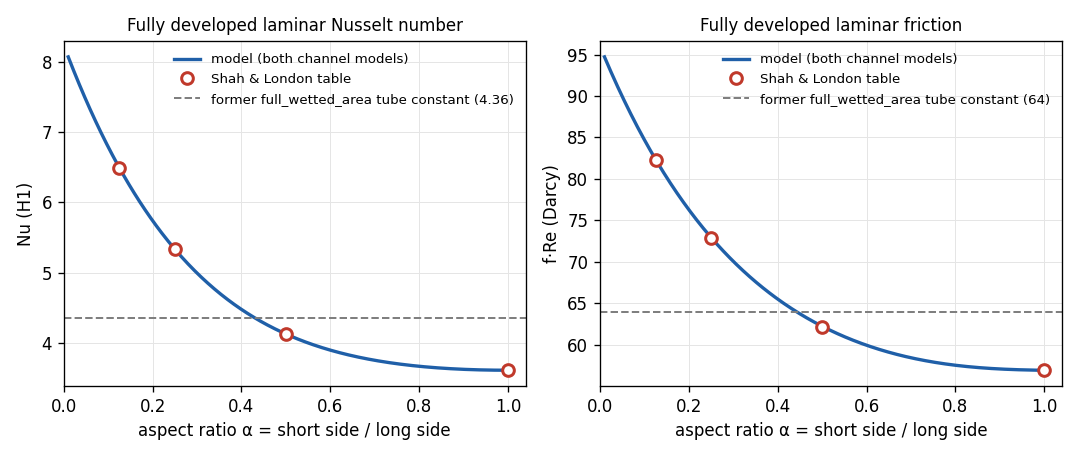 Fully developed laminar Nusselt number
model (both channel models)
Shah & London table
former full_wetted_area tube constant (4.36)
Nu (H1)
8
7
6
5
4
0.0 0.2 0.4 0.6 0.8 1.0
aspect ratio α = short side / long side
Fully developed laminar friction
model (both channel models)
Shah & London table
former full_wetted_area tube constant (64)
f·Re (Darcy)
95
90
85
80
75
70
65
60
0.0 0.2 0.4 0.6 0.8 1.0
aspect ratio α = short side / long side